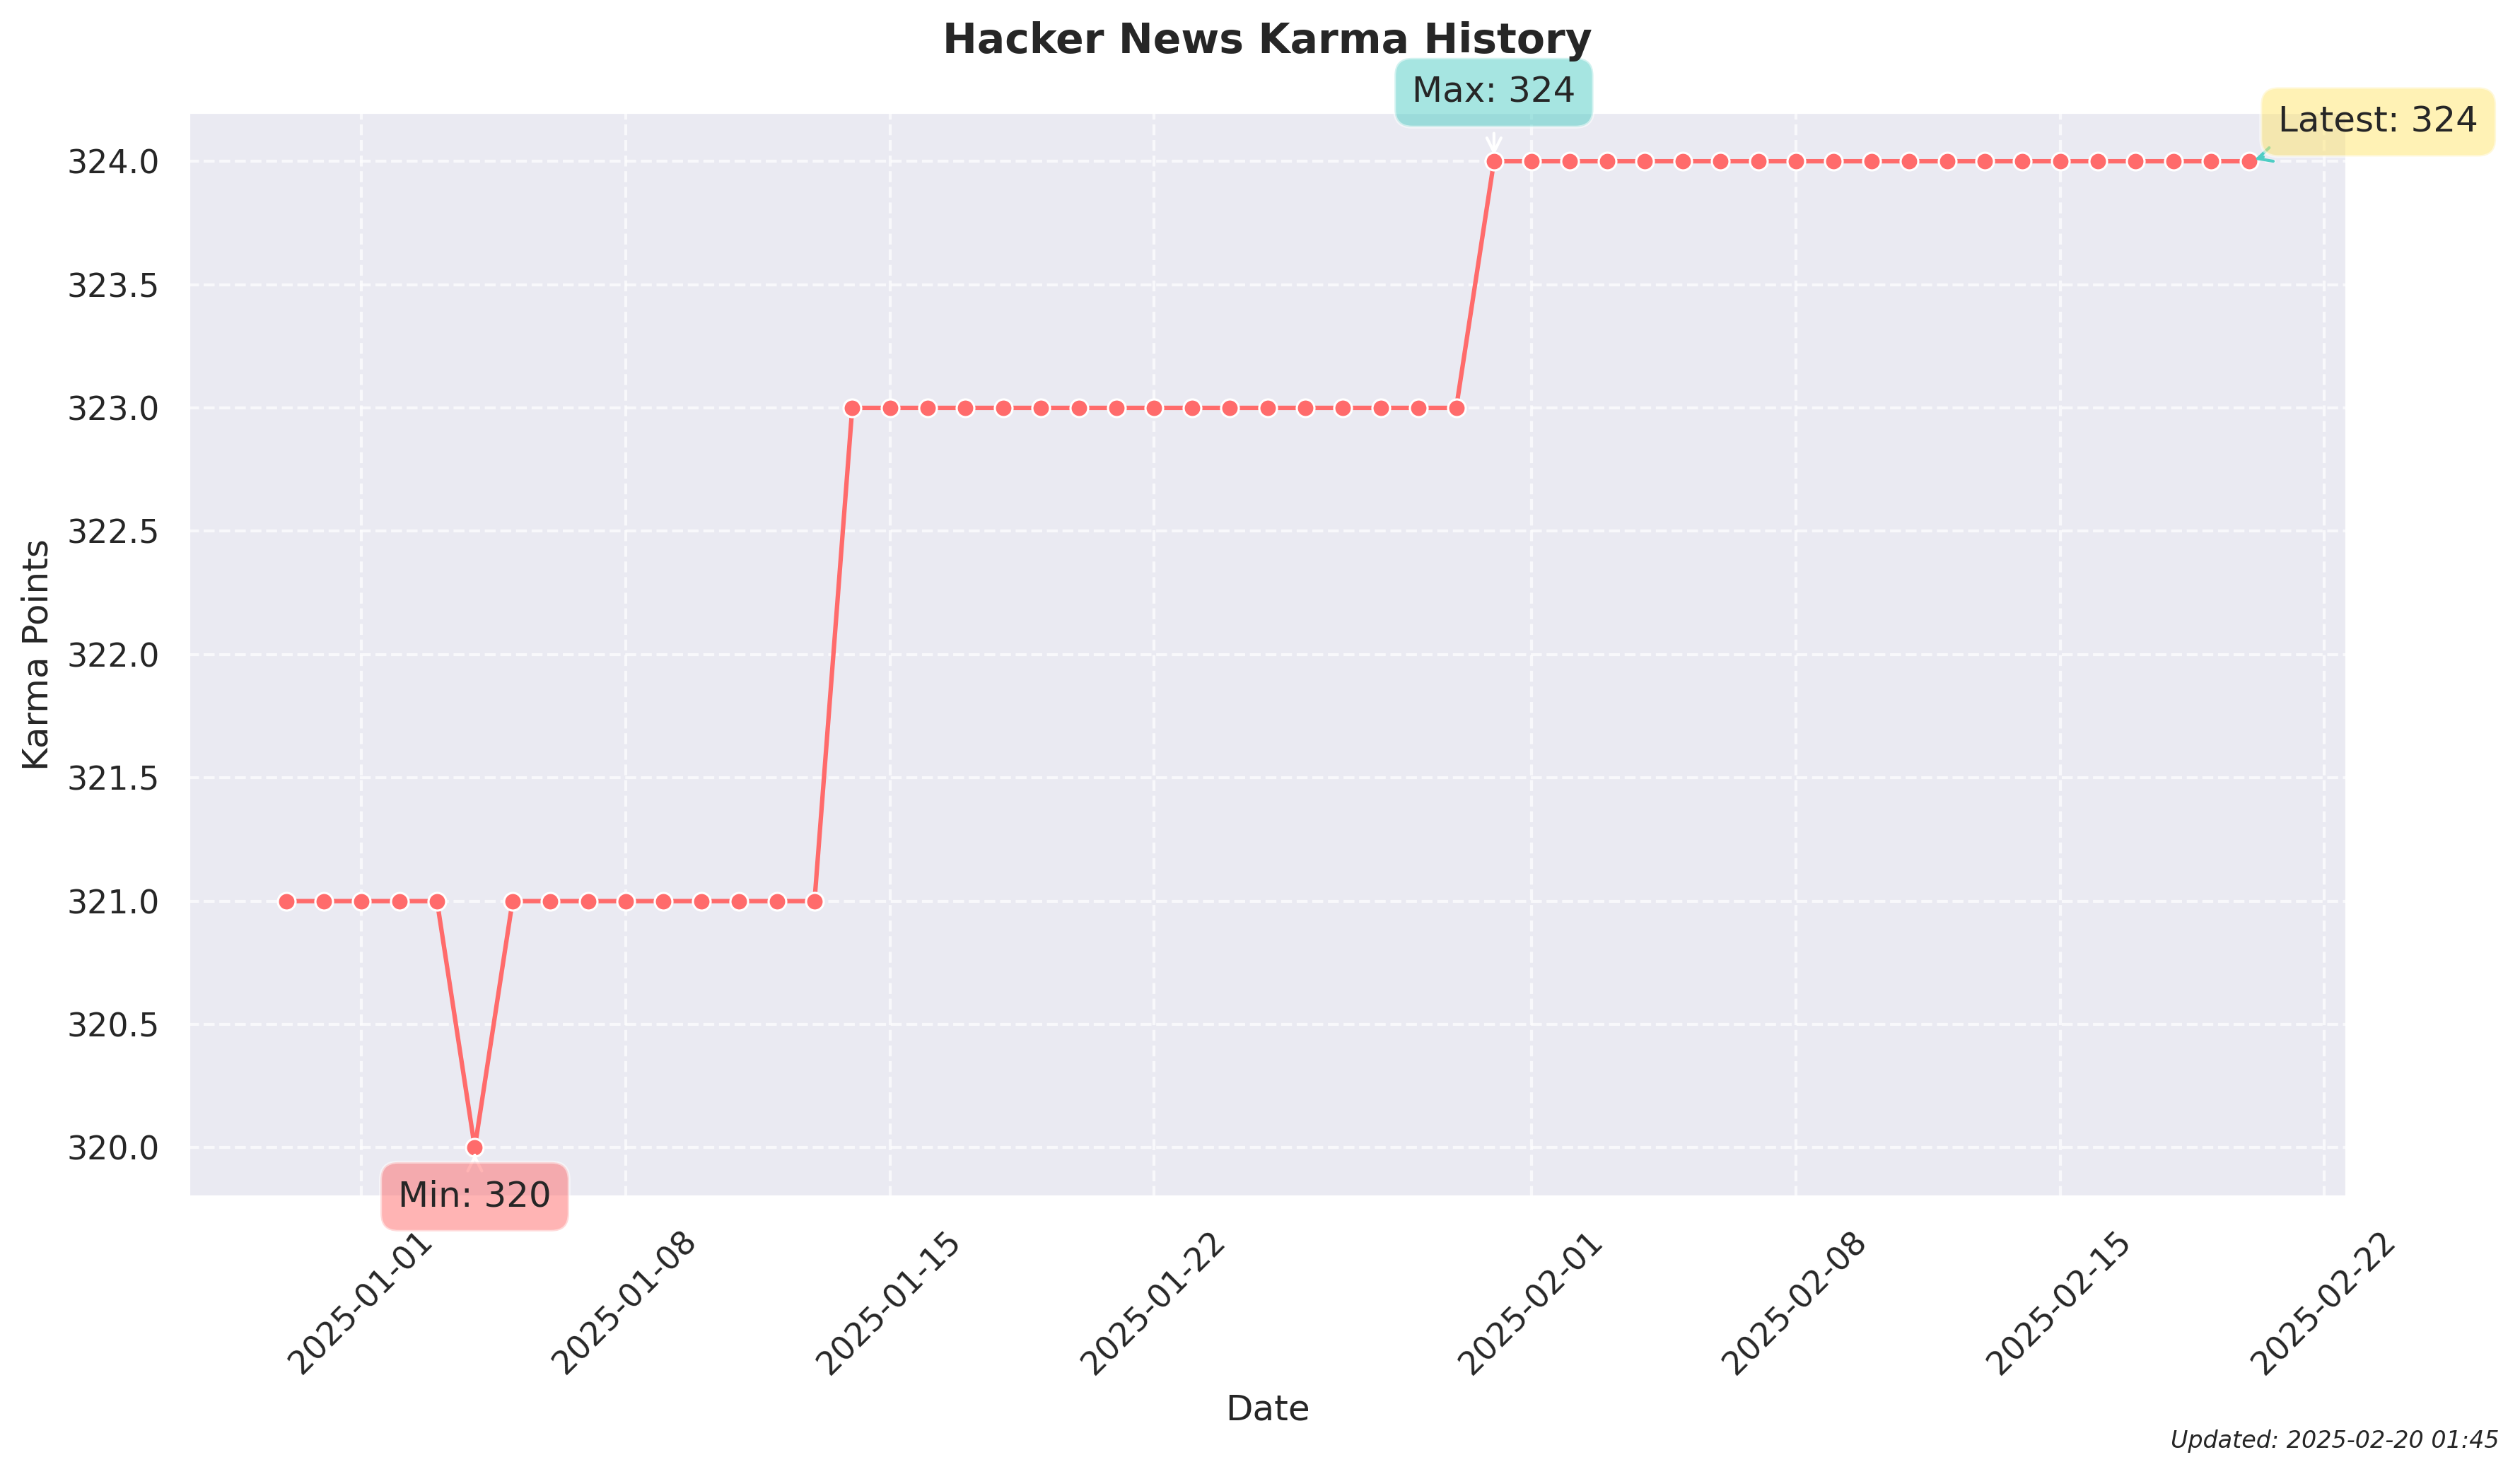 Hacker News Karma History
Max: 324
Latest: 324
324.0
323.5
323.0
322.5
322.0
321.5
321.0
320.5
320.0
Karma Points
Min: 320
2025-01-01
2025-01-08
2025-01-15
2025-01-22
2025-02-01
2025-02-08
2025-02-15
2025-02-22
Date
Updated: 2025-02-20 01:45